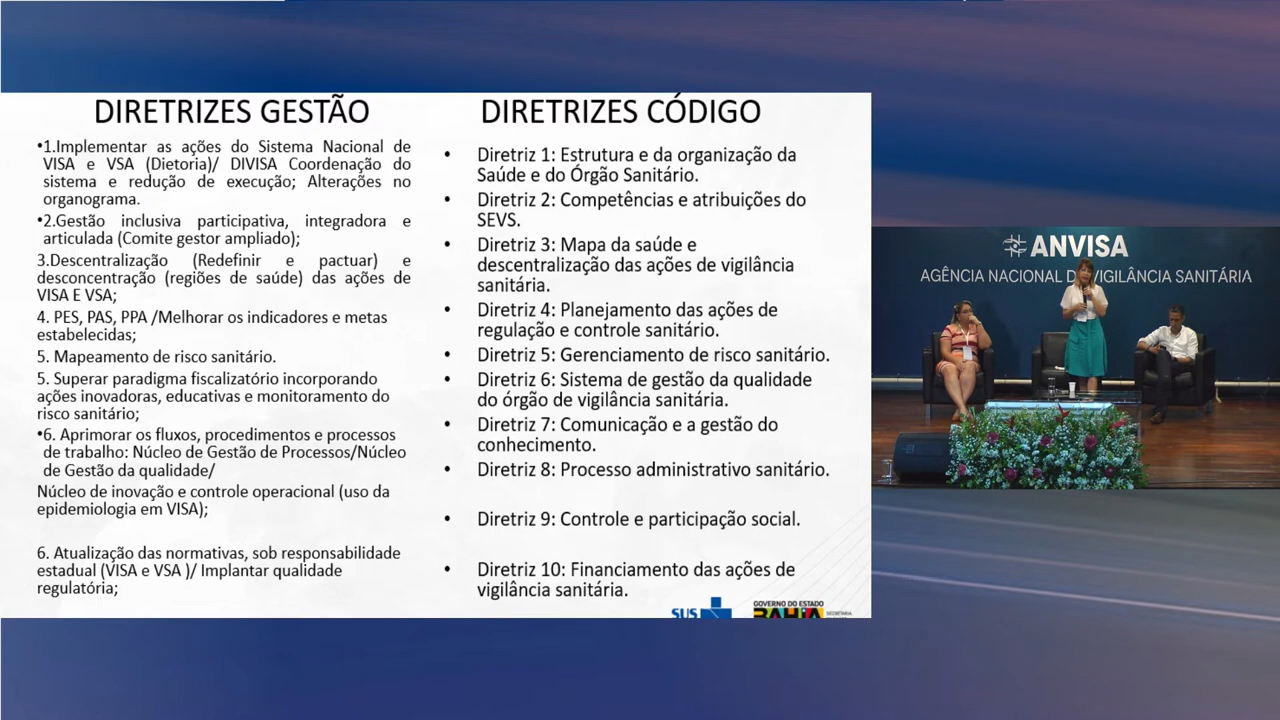 DIRETRIZES GESTÃO
•1.Implementar as ações do Sistema Nacional de
VISA e VSA (Dietoria)/ DIVISA Coordenação do
sistema e redução de execução; Alterações no
organograma.
•2.Gestão inclusiva participativa, integradora e
articulada (Comite gestor ampliado);
3.Descentralização (Redefinir e pactuar) e
desconcentração (regiões de saúde) das ações de
VISA E VSA;
4. PES, PAS, PPA /Melhorar os indicadores e metas
estabelecidas;
5. Mapeamento de risco sanitário.
5. Superar paradigma fiscalizatório incorporando
ações inovadoras, educativas e monitoramento do
risco sanitário;
•6. Aprimorar os fluxos, procedimentos e processos
de trabalho: Núcleo de Gestão de Processos/Núcleo
de Gestão da qualidade/
Núcleo de inovação e controle operacional (uso da
epidemiologia em VISA);
6. Atualização das normativas, sob responsabilidade
estadual (VISA e VSA )/ Implantar qualidade
regulatória;
DIRETRIZES CÓDIGO
• Diretriz 1: Estrutura e da organização da
Saúde e do Órgão Sanitário.
• Diretriz 2: Competências e atribuições do
SEVS.
• Diretriz 3: Mapa da saúde e
descentralização das ações de vigilância
sanitária.
• Diretriz 4: Planejamento das ações de
regulação e controle sanitário.
• Diretriz 5: Gerenciamento de risco sanitário.
• Diretriz 6: Sistema de gestão da qualidade
do órgão de vigilância sanitária.
• Diretriz 7: Comunicação e a gestão do
conhecimento.
• Diretriz 8: Processo administrativo sanitário.
• Diretriz 9: Controle e participação social.
• Diretriz 10: Financiamento das ações de
vigilância sanitária.
SUS
GOVERNO DO ESTADO
BAHIA
SECRETARIA
ANVISA
AGÊNCIA NACIONAL DE VIGILÂNCIA SANITÁRIA